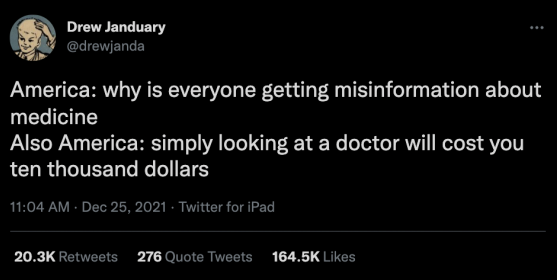 Drew Janduary
@drewjanda
America: why is everyone getting misinformation about
medicine
Also America: simply looking at a doctor will cost you
ten thousand dollars
11:04 AM · Dec 25, 2021 · Twitter for iPad
20.3K Retweets 276 Quote Tweets 164.5K Likes